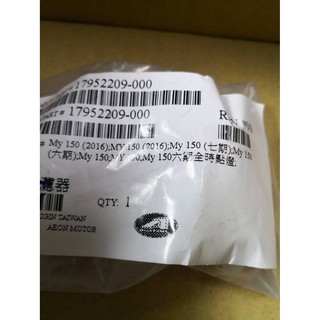 = 17952209-000
PART = 17952209-000
= My 150 (2016);MY 150 (2016);My 150 (七期);My 150
(六期);My 150;MY 150;My 150六期全時點燈;
濾器
QTY: 1
IGIN TAIWAN
AEON MOTOR